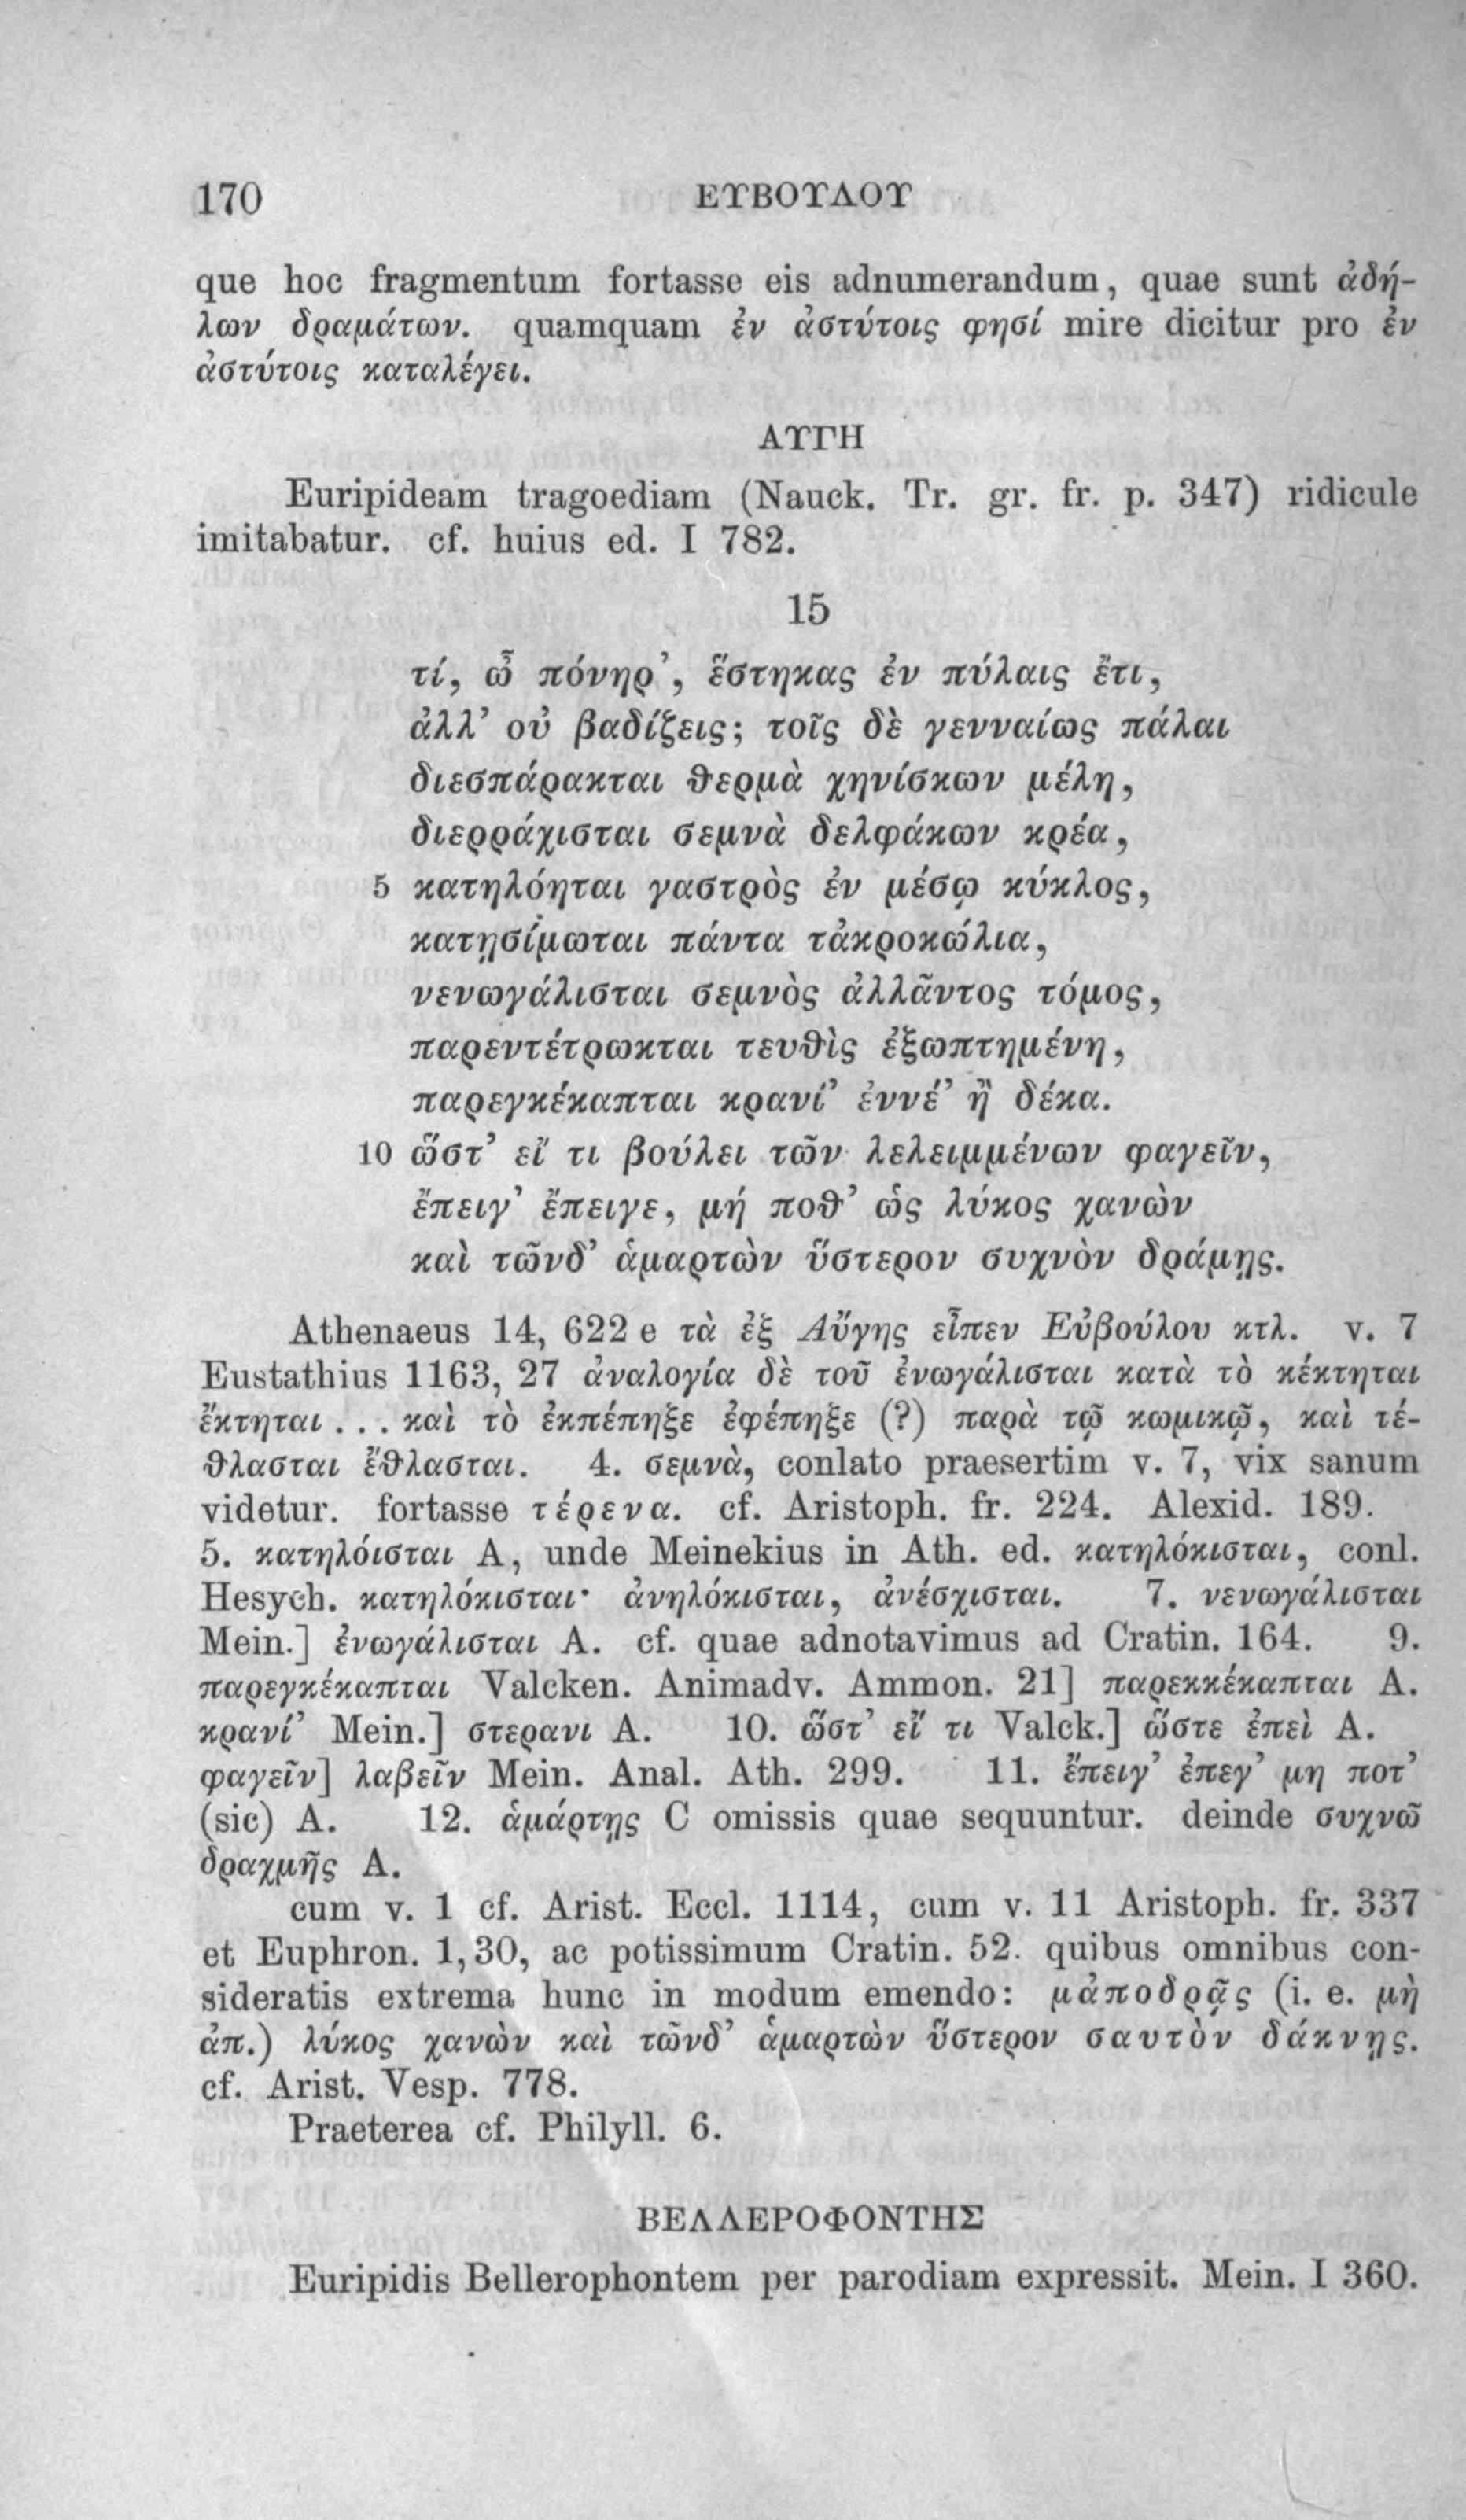 170 ΕΥΒΟΥΛΟΥ
que hoc fragmentum fortasse eis adnumerandum, quae sunt ἀδή-
λων δραμάτων. quamquam ἐν ἀστύτοις φησί mire dicitur pro ἐν
ἀστύτοις καταλέγει.
ΑΥΓΗ
Euripideam tragoediam (Nauck. Tr. gr. fr. p. 347) ridicule
imitabatur. cf. huius ed. I 782.
15
τί, ὦ πόνηρ’, ἕστηκας ἐν πύλαις ἔτι,
ἀλλ’ οὐ βαδίζεις; τοῖς δὲ γενναίως πάλαι
διεσπάρακται θερμὰ χηνίσκων μέλη,
διερράχισται σεμνὰ δελφάκων κρέα,
5 κατηλόηται γαστρὸς ἐν μέσῳ κύκλος,
κατῃσίμωται πάντα τἀκροκώλια,
νενωγάλισται σεμνὸς ἀλλᾶντος τόμος,
παρεντέτρωκται τευθὶς ἐξωπτημένη,
παρεγκέκαπται κρανί’ ἐννέ’ ἢ δέκα.
10 ὥστ’ εἴ τι βούλει τῶν λελειμμένων φαγεῖν,
ἔπειγ’ ἔπειγε, μή ποθ’ ὡς λύκος χανὼν
καὶ τῶνδ’ ἁμαρτὼν ὕστερον συχνὸν δράμῃς.
Athenaeus 14, 622 e τὰ ἐξ Αὔγης εἶπεν Εὐβούλου κτλ. v. 7
Eustathius 1163, 27 ἀναλογία δὲ τοῦ ἐνωγάλισται κατὰ τὸ κέκτηται
ἔκτηται . . . καὶ τὸ ἐκπέπηξε ἐφέπηξε (?) παρὰ τῷ κωμικῷ, καὶ τέ-
θλασται ἔθλασται. 4. σεμνὰ, conlato praesertim v. 7, vix sanum
videtur. fortasse τέρενα. cf. Aristoph. fr. 224. Alexid. 189.
5. κατηλόισται A, unde Meinekius in Ath. ed. κατηλόκισται, conl.
Hesych. κατηλόκισται· ἀνηλόκισται, ἀνέσχισται. 7. νενωγάλισται
Mein.] ἐνωγάλισται A. cf. quae adnotavimus ad Cratin. 164. 9.
παρεγκέκαπται Valcken. Animadv. Ammon. 21] παρεκκέκαπται A.
κρανί’ Mein.] στερανι A. 10. ὥστ’ εἴ τι Valck.] ὥστε ἐπεὶ A.
φαγεῖν] λαβεῖν Mein. Anal. Ath. 299. 11. ἔπειγ’ ἐπεγ’ μη ποτ’
(sic) A. 12. ἁμάρτῃς C omissis quae sequuntur. deinde συχνῶ
δραχμῆς A.
cum v. 1 cf. Arist. Eccl. 1114, cum v. 11 Aristoph. fr. 337
et Euphron. 1, 30, ac potissimum Cratin. 52. quibus omnibus con-
sideratis extrema hunc in modum emendo: μἀποδρᾷς (i. e. μὴ
ἀπ.) λύκος χανὼν καὶ τῶνδ’ ἁμαρτὼν ὕστερον σαυτὸν δάκνῃς.
cf. Arist. Vesp. 778.
Praeterea cf. Philyll. 6.
ΒΕΛΛΕΡΟΦΟΝΤΗΣ
Euripidis Bellerophontem per parodiam expressit. Mein. I 360.